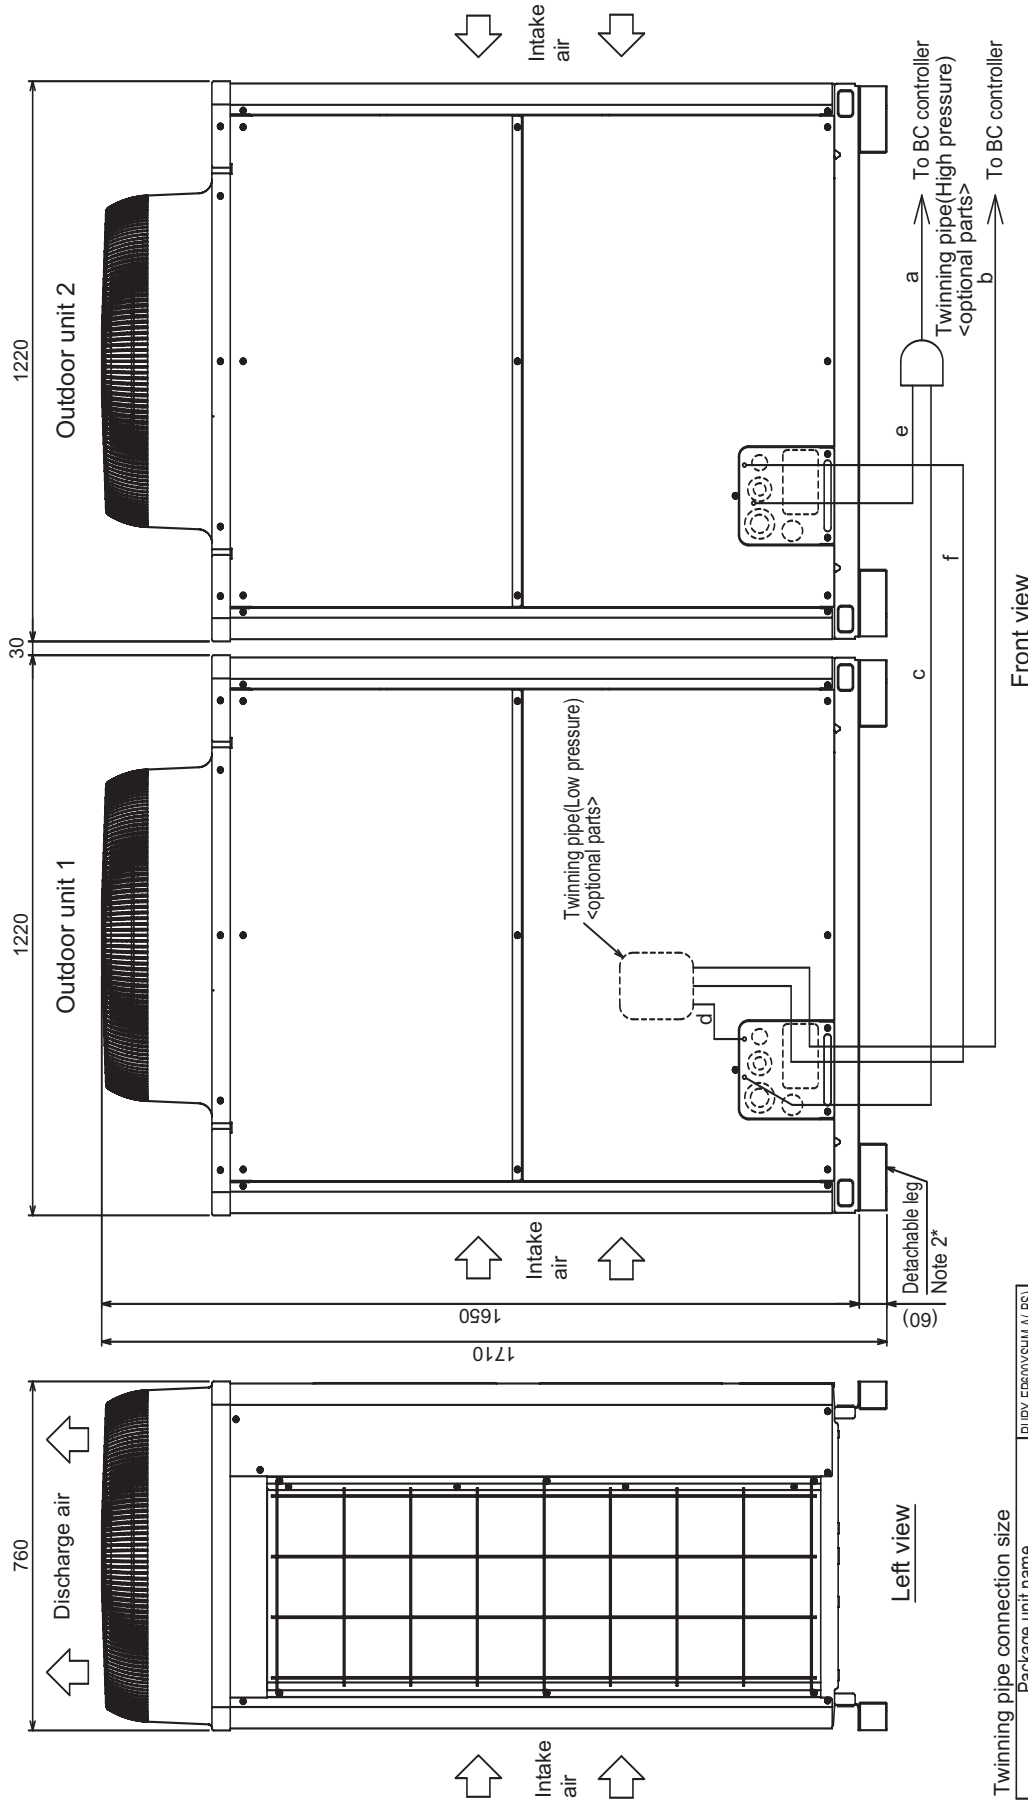 760
Discharge air
Intake
air
Left view
1710
1650
(60)
Detachable leg
Note 2*
Intake
air
1220
30
1220
Outdoor unit 1
Outdoor unit 2
Twinning pipe(Low pressure)
<optional parts>
d
c
f
e
a
To BC controller
Twinning pipe(High pressure)
<optional parts>
b
To BC controller
Intake
air
Front view
Twinning pipe connection size
Package unit name